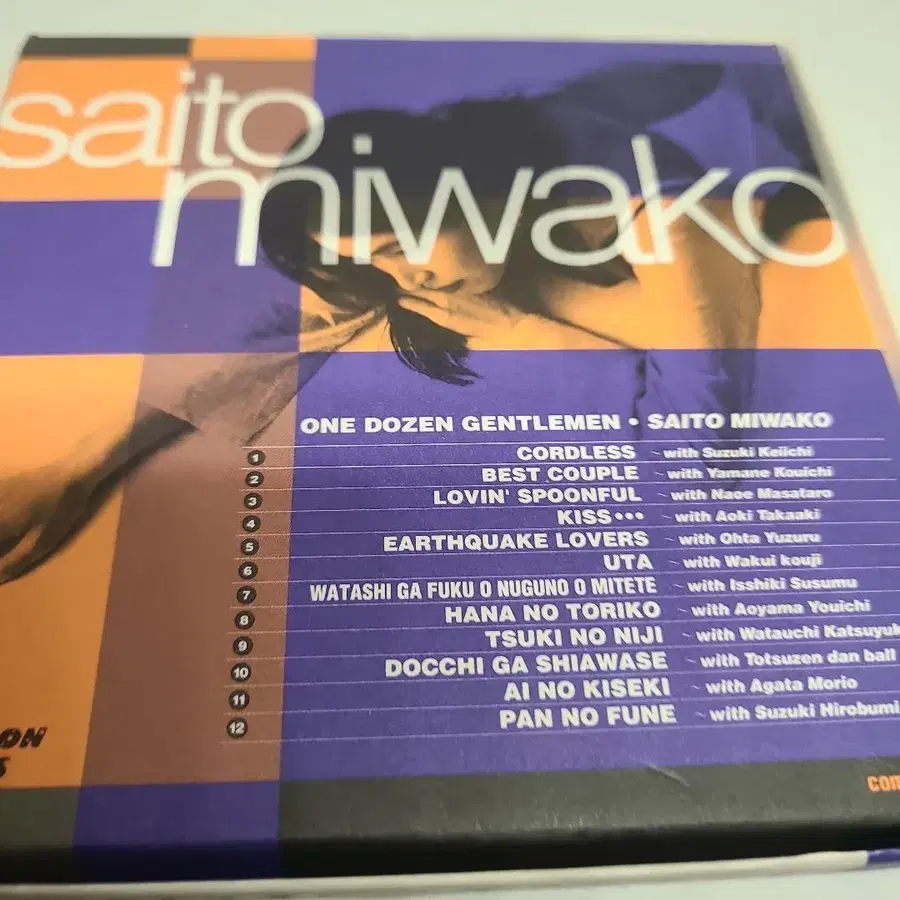 saito
miwako
ONE DOZEN GENTLEMEN • SAITO MIWAKO
1 CORDLESS ~with Suzuki Keiichi
2 BEST COUPLE ~with Yamane Kouichi
3 LOVIN' SPOONFUL ~with Naoe Masataro
4 KISS••• ~with Aoki Takaaki
5 EARTHQUAKE LOVERS ~with Ohta Yuzuru
6 UTA ~with Wakui kouji
7 WATASHI GA FUKU O NUGUNO O MITETE ~with Isshiki Susumu
8 HANA NO TORIKO ~with Aoyama Youichi
9 TSUKI NO NIJI ~with Watauchi Katsuyuk
10 DOCCHI GA SHIAWASE ~with Totsuzen dan ball
11 AI NO KISEKI ~with Agata Morio
12 PAN NO FUNE ~with Suzuki Hirobumi
ON
S
com